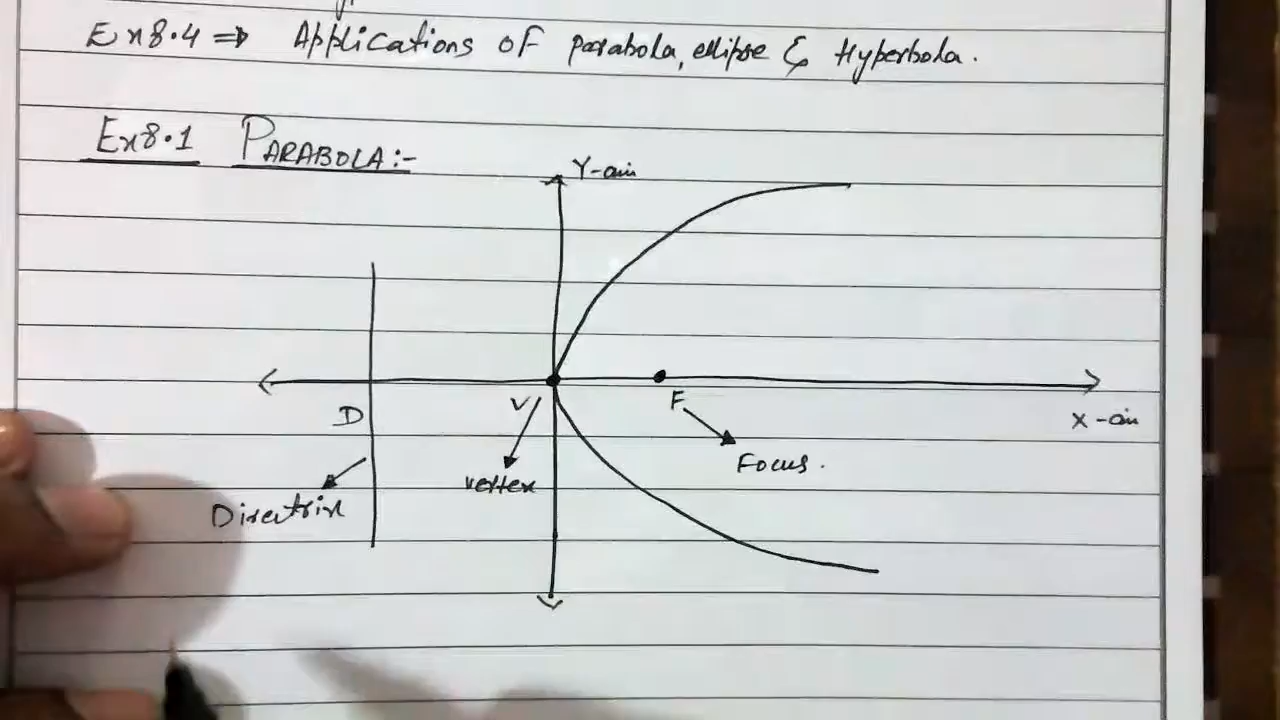 Ex8.4 ⇒ Applications of parabola, ellipse & Hyperbola.
Ex8.1 PARABOLA:-
Y-axis
D
V
F
X-axis
Focus.
vertex
Directrix